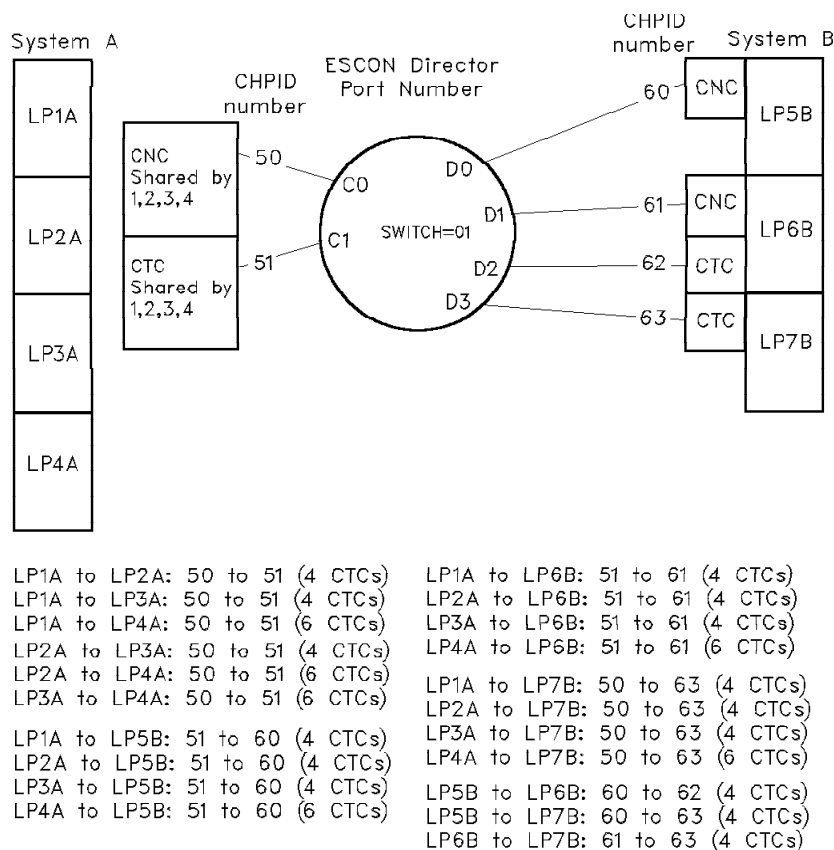 System A
LP1A
LP2A
LP3A
LP4A
CHPID
number
CNC
Shared by
1,2,3,4
CTC
Shared by
1,2,3,4
50
51
ESCON Director
Port Number
C0
C1
SWITCH=01
D0
D1
D2
D3
CHPID
number
60
61
62
63
System B
CNC
CNC
CTC
CTC
LP5B
LP6B
LP7B
LP1A to LP2A: 50 to 51 (4 CTCs)
LP1A to LP3A: 50 to 51 (4 CTCs)
LP1A to LP4A: 50 to 51 (6 CTCs)
LP2A to LP3A: 50 to 51 (4 CTCs)
LP2A to LP4A: 50 to 51 (6 CTCs)
LP3A to LP4A: 50 to 51 (6 CTCs)
LP1A to LP5B: 51 to 60 (4 CTCs)
LP2A to LP5B: 51 to 60 (4 CTCs)
LP3A to LP5B: 51 to 60 (4 CTCs)
LP4A to LP5B: 51 to 60 (6 CTCs)
LP1A to LP6B: 51 to 61 (4 CTCs)
LP2A to LP6B: 51 to 61 (4 CTCs)
LP3A to LP6B: 51 to 61 (4 CTCs)
LP4A to LP6B: 51 to 61 (6 CTCs)
LP1A to LP7B: 50 to 63 (4 CTCs)
LP2A to LP7B: 50 to 63 (4 CTCs)
LP3A to LP7B: 50 to 63 (4 CTCs)
LP4A to LP7B: 50 to 63 (6 CTCs)
LP5B to LP6B: 60 to 62 (4 CTCs)
LP5B to LP7B: 60 to 63 (4 CTCs)
LP6B to LP7B: 61 to 63 (4 CTCs)